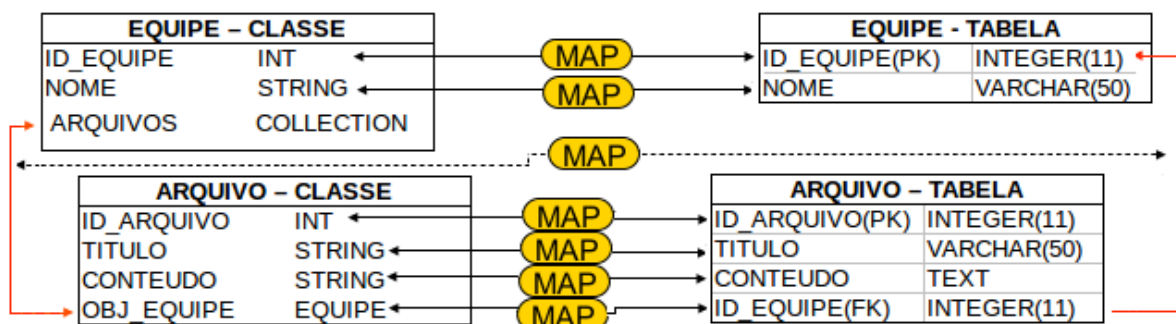 EQUIPE – CLASSE
ID_EQUIPE INT
NOME STRING
ARQUIVOS COLLECTION
MAP
MAP
EQUIPE - TABELA
ID_EQUIPE(PK) INTEGER(11)
NOME VARCHAR(50)
MAP
ARQUIVO – CLASSE
ID_ARQUIVO INT
TITULO STRING
CONTEUDO STRING
OBJ_EQUIPE EQUIPE
MAP
MAP
MAP
MAP
ARQUIVO – TABELA
ID_ARQUIVO(PK) INTEGER(11)
TITULO VARCHAR(50)
CONTEUDO TEXT
ID_EQUIPE(FK) INTEGER(11)